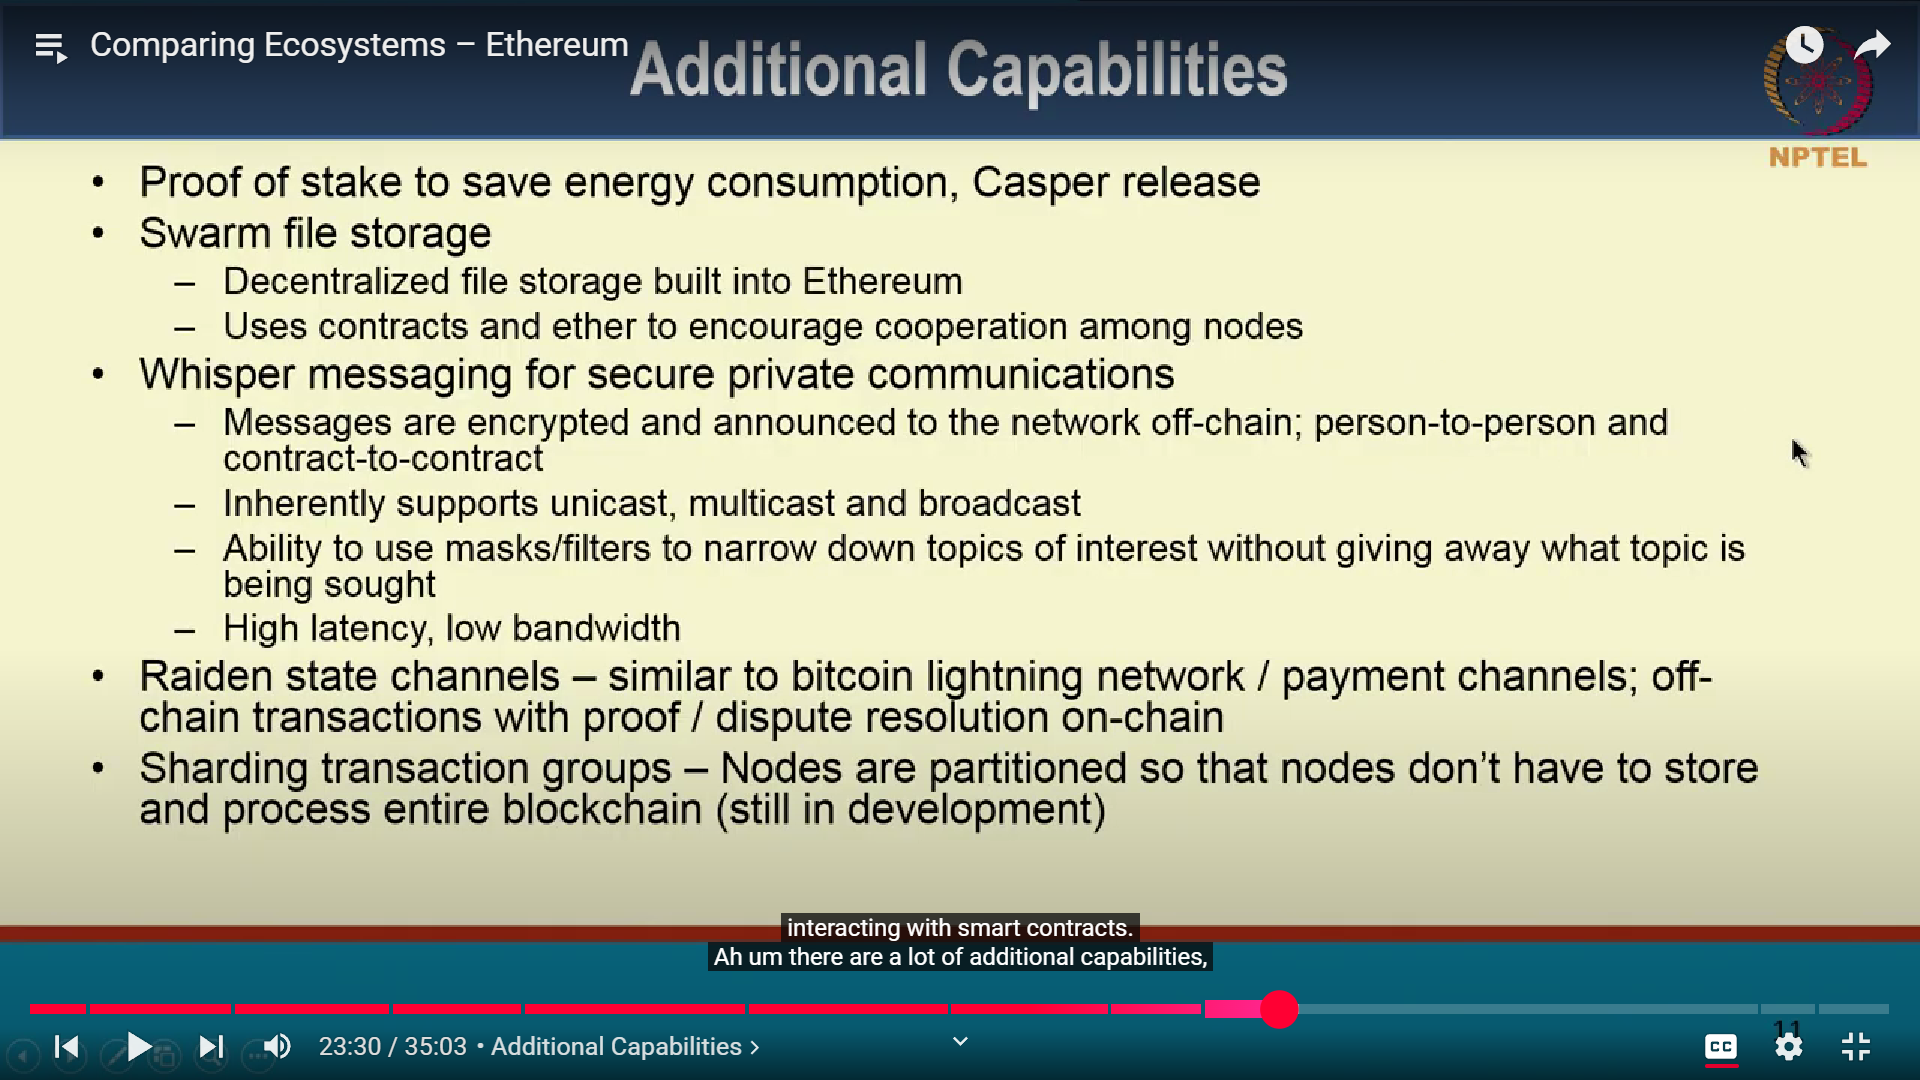 Comparing Ecosystems – Ethereum
Additional Capabilities
NPTEL
• Proof of stake to save energy consumption, Casper release
• Swarm file storage
– Decentralized file storage built into Ethereum
– Uses contracts and ether to encourage cooperation among nodes
• Whisper messaging for secure private communications
– Messages are encrypted and announced to the network off-chain; person-to-person and
contract-to-contract
– Inherently supports unicast, multicast and broadcast
– Ability to use masks/filters to narrow down topics of interest without giving away what topic is
being sought
– High latency, low bandwidth
• Raiden state channels – similar to bitcoin lightning network / payment channels; off-
chain transactions with proof / dispute resolution on-chain
• Sharding transaction groups – Nodes are partitioned so that nodes don’t have to store
and process entire blockchain (still in development)
interacting with smart contracts.
Ah um there are a lot of additional capabilities,
11
23:30 / 35:03 • Additional Capabilities >
CC